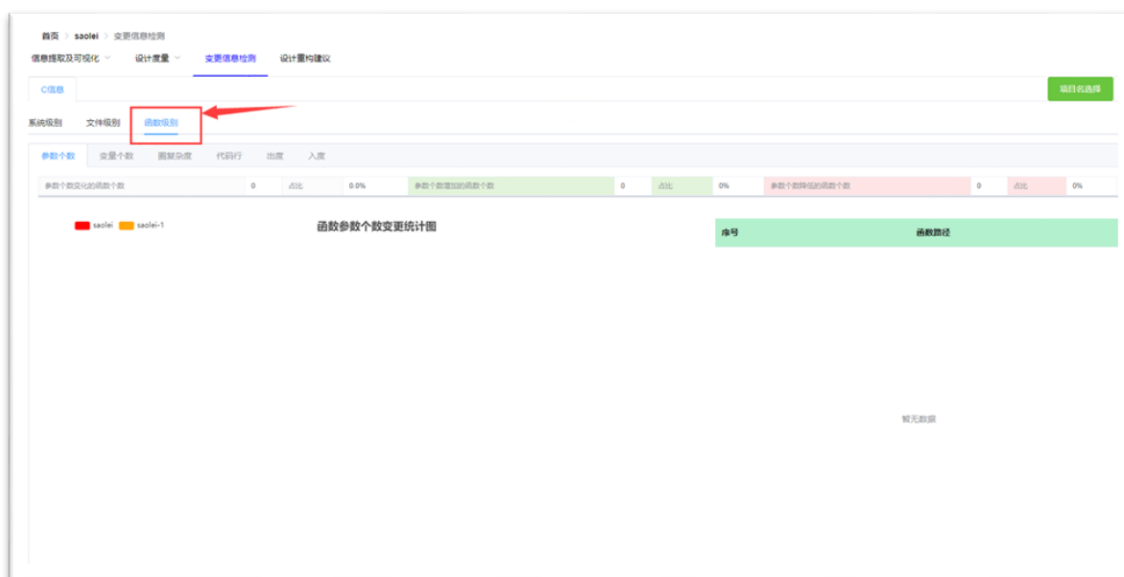 首页 > saolei > 变更信息检测
信息提取及可视化 设计度量 变更信息检测 设计重构建议
C信息 项目名选择
系统级别 文件级别 函数级别
参数个数 变量个数 圈复杂度 代码行 出度 入度
参数个数变化的函数个数 0 占比 0.0% 参数个数增加的函数个数 0 占比 0% 参数个数降低的函数个数 0 占比 0%
saolei saolei-1 函数参数个数变更统计图
序号 函数路径
暂无数据